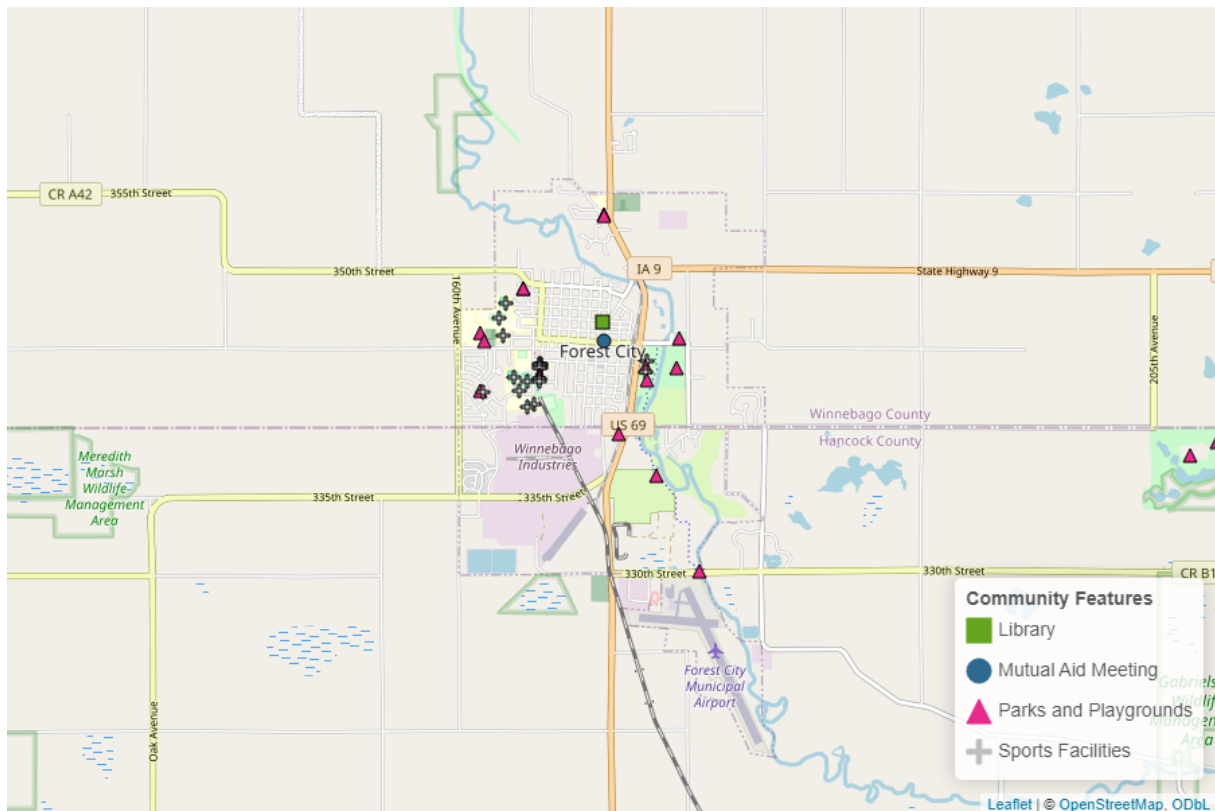 CR A42
355th Street
IA 9
350th Street
State Highway 9
160th Avenue
205th Avenue
Forest City
Winnebago County
US 69
Hancock County
Winnebago
Industries
Meredith
Marsh
Wildlife
Management
Area
335th Street
335th Street
330th Street
330th Street
CR B1
Oak Avenue
Forest City
Municipal
Airport
Community Features
Library
Mutual Aid Meeting
Parks and Playgrounds
Sports Facilities
Leaflet | © OpenStreetMap, ODbL